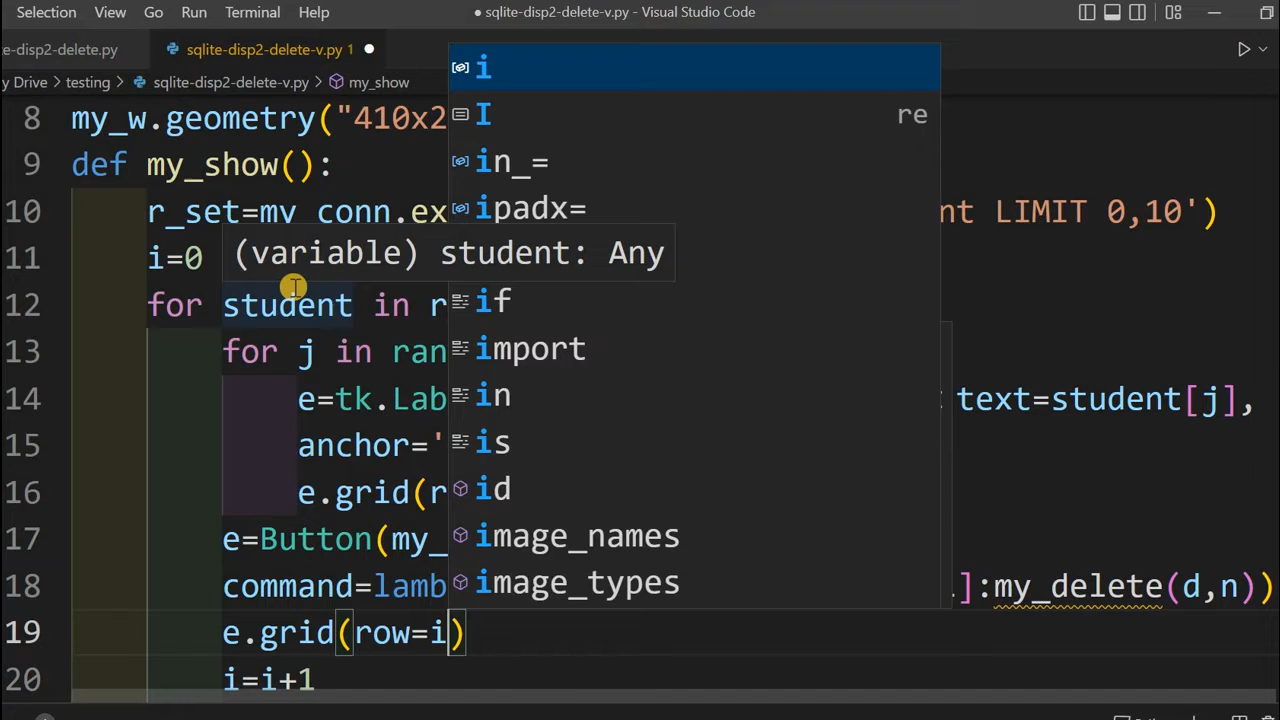 Selection View Go Run Terminal Help
● sqlite-disp2-delete-v.py - Visual Studio Code
e-disp2-delete.py
sqlite-disp2-delete-v.py 1 ●
y Drive > testing > sqlite-disp2-delete-v.py > my_show
8 my_w.geometry("410x2
9 def my_show():
10 r_set=my_conn.ex nt LIMIT 0,10')
11 i=0
12 for student in r
13 for j in ran
14 e=tk.Lab text=student[j],
15 anchor='
16 e.grid(r
17 e=Button(my_
18 command=lamb ]:my_delete(d,n))
19 e.grid(row=i)
20 i=i+1
(variable) student: Any
i
I re
in_=
ipadx=
if
import
in
is
id
image_names
image_types